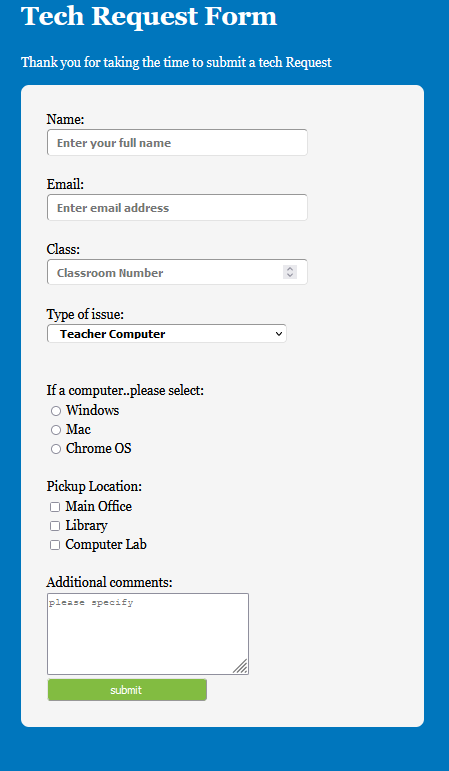 Tech Request Form
Thank you for taking the time to submit a tech Request
Name:
Enter your full name
Email:
Enter email address
Class:
Classroom Number
Type of issue:
Teacher Computer
If a computer..please select:
Windows
Mac
Chrome OS
Pickup Location:
Main Office
Library
Computer Lab
Additional comments:
please specify
submit